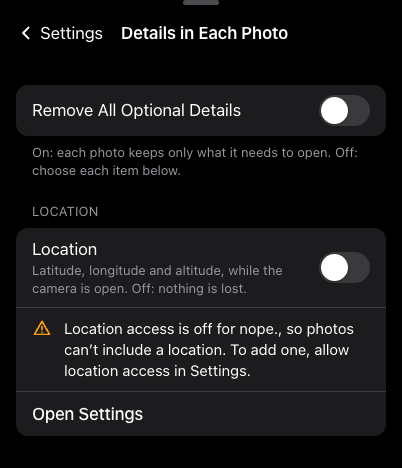 Settings Details in Each Photo
Remove All Optional Details
On: each photo keeps only what it needs to open. Off:
choose each item below.
LOCATION
Location
Latitude, longitude and altitude, while the
camera is open. Off: nothing is lost.
Location access is off for nope., so photos
can’t include a location. To add one, allow
location access in Settings.
Open Settings